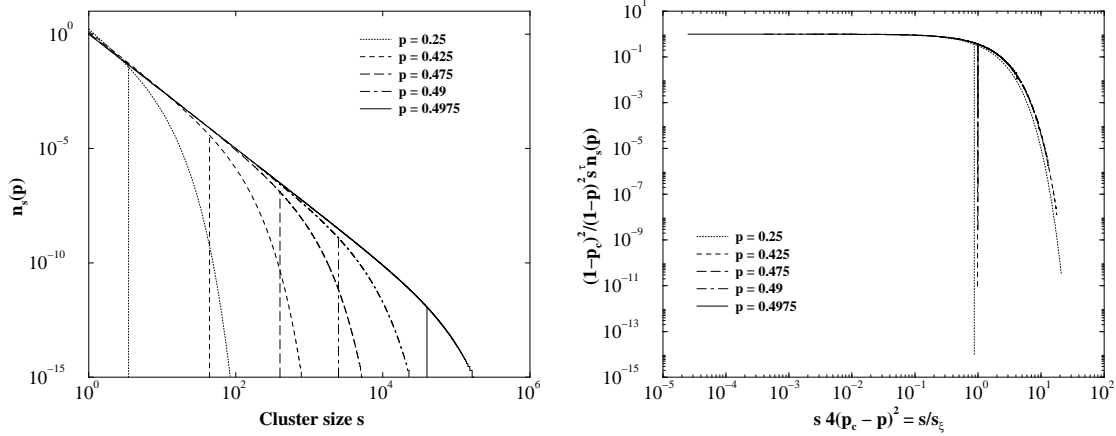 10^0
10^-5
10^-10
10^-15
n_s(p)
10^0
10^2
10^4
10^6
Cluster size s
p = 0.25
p = 0.425
p = 0.475
p = 0.49
p = 0.4975
10^1
10^-1
10^-3
10^-5
10^-7
10^-9
10^-11
10^-13
10^-15
(1-p_c)^2/(1-p)^2 s^τ n_s(p)
p = 0.25
p = 0.425
p = 0.475
p = 0.49
p = 0.4975
10^-5
10^-4
10^-3
10^-2
10^-1
10^0
10^1
10^2
s 4(p_c - p)^2 = s/s_ξ